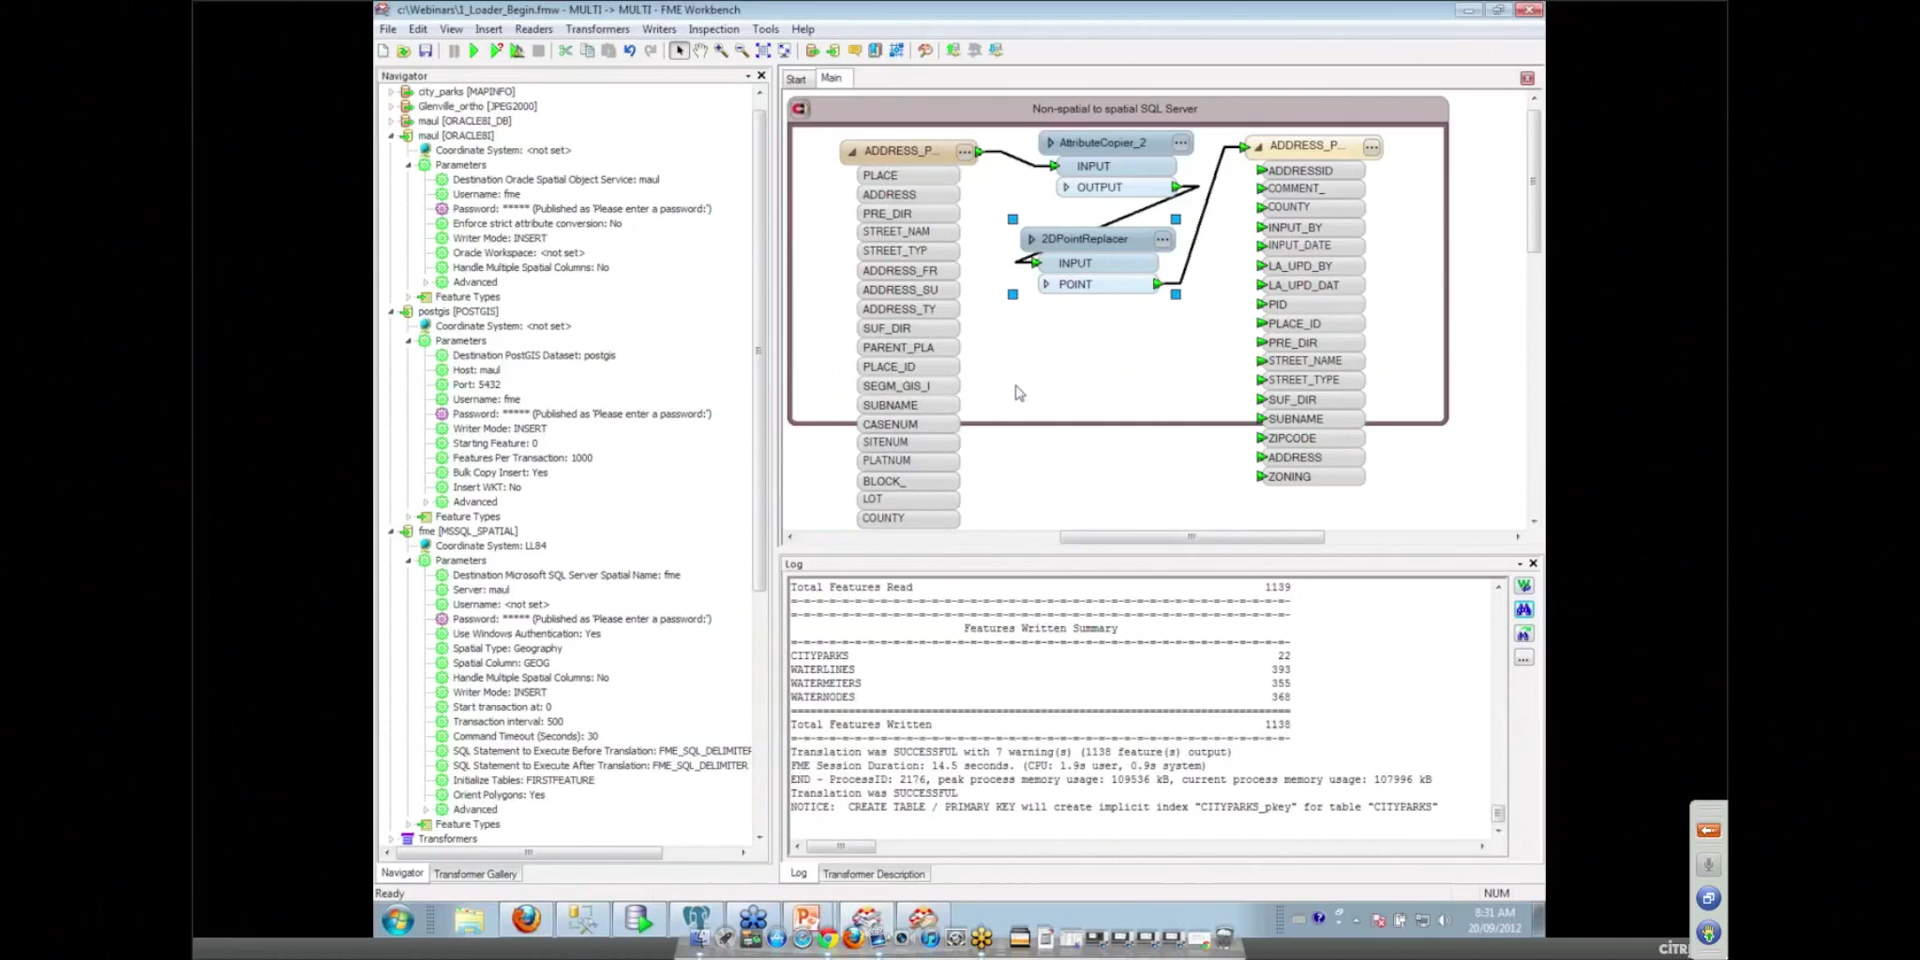 c:\Webinars\1_Loader_Begin.fmw - MULTI -> MULTI - FME Workbench
File Edit View Insert Readers Transformers Writers Inspection Tools Help
Navigator
city_parks [MAPINFO]
Glenville_ortho [JPEG2000]
maul [ORACLE8I_DB]
maul [ORACLE8I]
Coordinate System: <not set>
Parameters
Destination Oracle Spatial Object Service: maul
Username: fme
Password: ***** (Published as 'Please enter a password:')
Enforce strict attribute conversion: No
Writer Mode: INSERT
Oracle Workspace: <not set>
Handle Multiple Spatial Columns: No
Advanced
Feature Types
postgis [POSTGIS]
Coordinate System: <not set>
Parameters
Destination PostGIS Dataset: postgis
Host: maul
Port: 5432
Username: fme
Password: ***** (Published as 'Please enter a password:')
Writer Mode: INSERT
Starting Feature: 0
Features Per Transaction: 1000
Bulk Copy Insert: Yes
Insert WKT: No
Advanced
Feature Types
fme [MSSQL_SPATIAL]
Coordinate System: LL84
Parameters
Destination Microsoft SQL Server Spatial Name: fme
Server: maul
Username: <not set>
Password: ***** (Published as 'Please enter a password:')
Use Windows Authentication: Yes
Spatial Type: Geography
Spatial Column: GEOG
Handle Multiple Spatial Columns: No
Writer Mode: INSERT
Start transaction at: 0
Transaction interval: 500
Command Timeout (Seconds): 30
SQL Statement to Execute Before Translation: FME_SQL_DELIMITER
SQL Statement to Execute After Translation: FME_SQL_DELIMITER
Initialize Tables: FIRSTFEATURE
Orient Polygons: Yes
Advanced
Feature Types
Transformers
Navigator Transformer Gallery
Start Main
Non-spatial to spatial SQL Server
ADDRESS_P...
PLACE
ADDRESS
PRE_DIR
STREET_NAM
STREET_TYP
ADDRESS_FR
ADDRESS_SU
ADDRESS_TY
SUF_DIR
PARENT_PLA
PLACE_ID
SEGM_GIS_I
SUBNAME
CASENUM
SITENUM
PLATNUM
BLOCK_
LOT
COUNTY
AttributeCopier_2
INPUT
OUTPUT
2DPointReplacer
INPUT
POINT
ADDRESS_P...
ADDRESSID
COMMENT_
COUNTY
INPUT_BY
INPUT_DATE
LA_UPD_BY
LA_UPD_DAT
PID
PLACE_ID
PRE_DIR
STREET_NAME
STREET_TYPE
SUF_DIR
SUBNAME
ZIPCODE
ADDRESS
ZONING
Log
Total Features Read 1139
Features Written Summary
CITYPARKS 22
WATERLINES 393
WATERMETERS 355
WATERNODES 368
Total Features Written 1138
Translation was SUCCESSFUL with 7 warning(s) (1138 feature(s) output)
FME Session Duration: 14.5 seconds. (CPU: 1.9s user, 0.9s system)
END - ProcessID: 2176, peak process memory usage: 109536 kB, current process memory usage: 107996 kB
Translation was SUCCESSFUL
NOTICE: CREATE TABLE / PRIMARY KEY will create implicit index "CITYPARKS_pkey" for table "CITYPARKS"
Log Transformer Description
Ready NUM
8:31 AM
20/09/2012